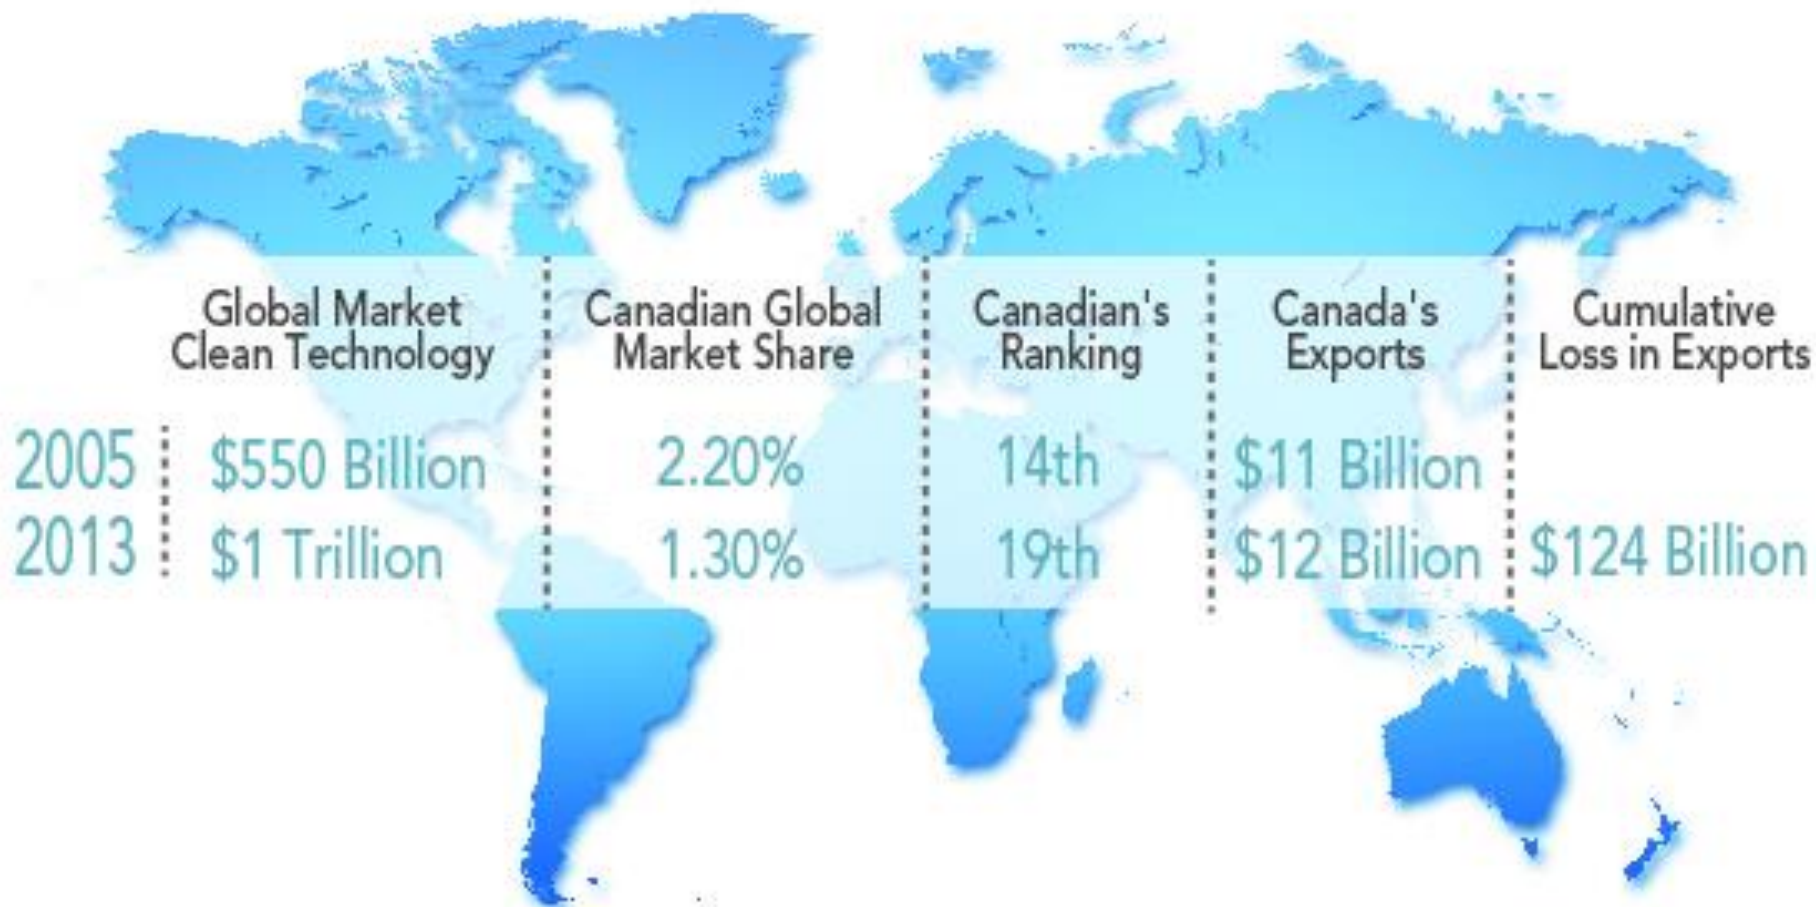 Global Market
Clean Technology
Canadian Global
Market Share
Canadian's
Ranking
Canada's
Exports
Cumulative
Loss in Exports
2005 $550 Billion 2.20% 14th $11 Billion
2013 $1 Trillion 1.30% 19th $12 Billion $124 Billion